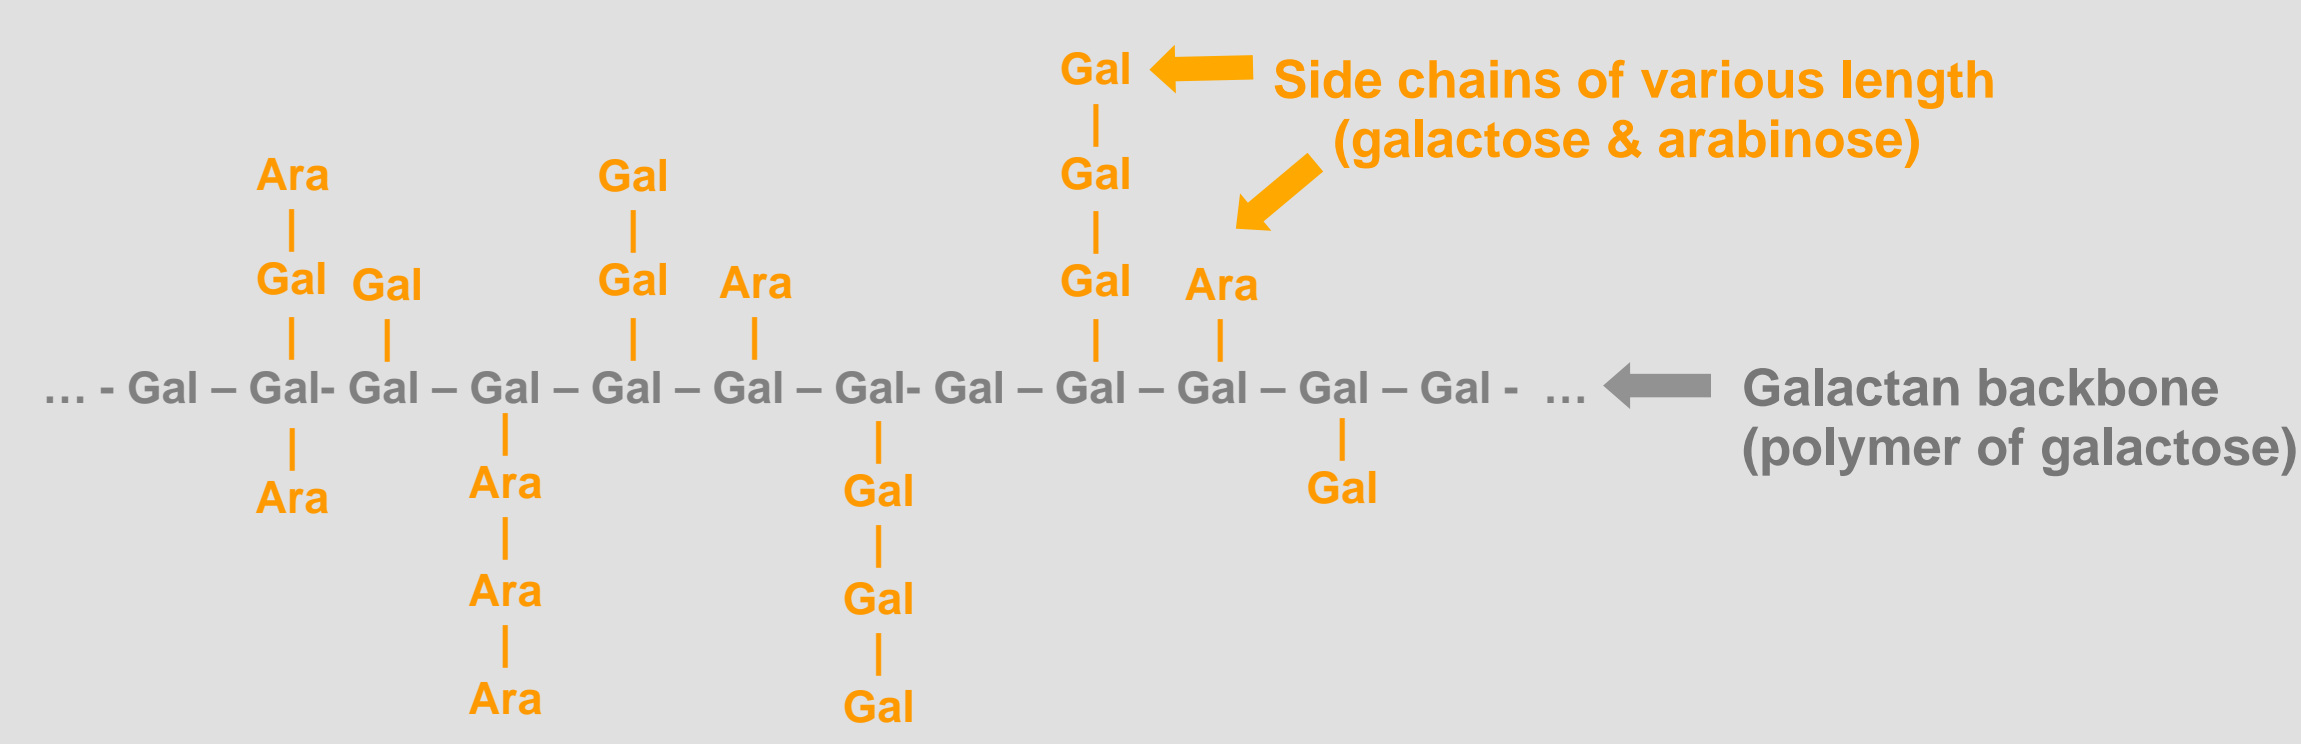 Gal
Side chains of various length
(galactose & arabinose)
Ara Gal Gal
Gal Gal Gal Ara Gal Ara
… - Gal – Gal- Gal – Gal – Gal – Gal – Gal- Gal – Gal – Gal – Gal – Gal - …
Galactan backbone
(polymer of galactose)
Ara Ara Gal Gal
Ara Gal
Ara Gal